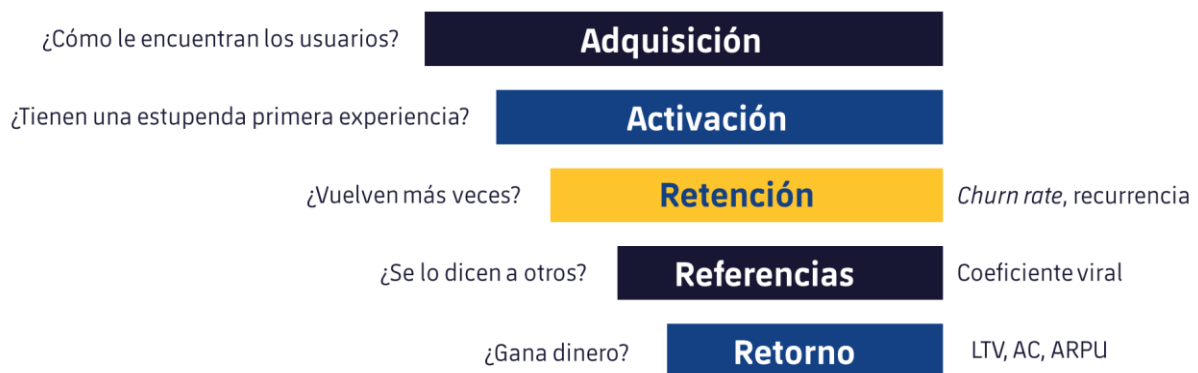 ¿Cómo le encuentran los usuarios? Adquisición
¿Tienen una estupenda primera experiencia? Activación
¿Vuelven más veces? Retención Churn rate, recurrencia
¿Se lo dicen a otros? Referencias Coeficiente viral
¿Gana dinero? Retorno LTV, AC, ARPU